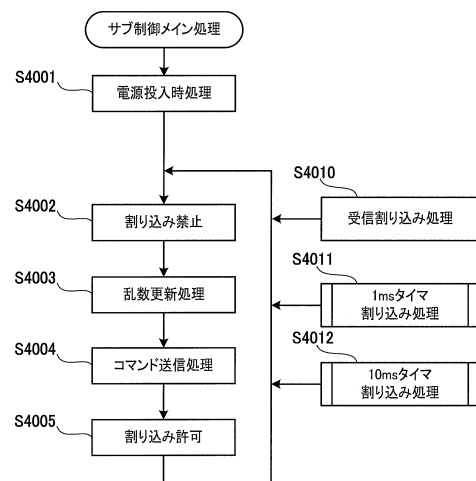 サブ制御メイン処理
S4001
電源投入時処理
S4010
受信割り込み処理
S4002
割り込み禁止
S4011
1msタイマ
割り込み処理
S4003
乱数更新処理
S4012
10msタイマ
割り込み処理
S4004
コマンド送信処理
S4005
割り込み許可